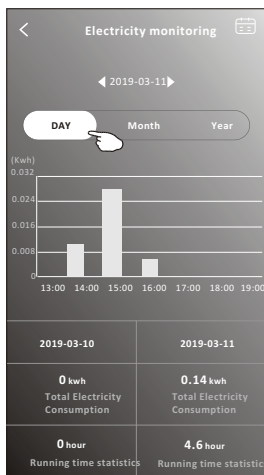 Electricity monitoring
2019-03-11
DAY Month Year
(Kwh)
0.032
0.024
0.016
0.008
0
13:00 14:00 15:00 16:00 17:00 18:00 19:00
2019-03-10 2019-03-11
0 kwh 0.14 kwh
Total Electricity Total Electricity
Consumption Consumption
0 hour 4.6 hour
Running time statistics Running time statistics